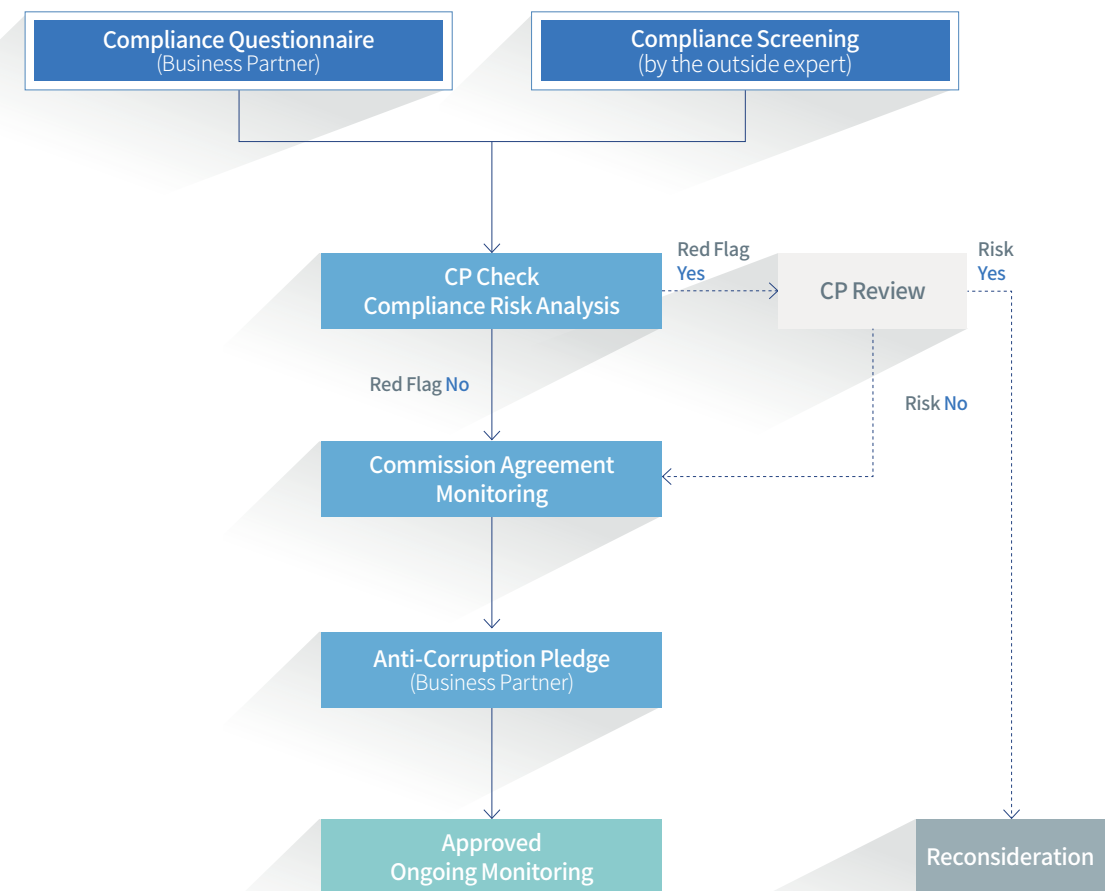 Compliance Questionnaire
(Business Partner)
Compliance Screening
(by the outside expert)
CP Check
Compliance Risk Analysis
Red Flag
Yes
CP Review
Risk
Yes
Red Flag No
Risk No
Commission Agreement
Monitoring
Anti-Corruption Pledge
(Business Partner)
Approved
Ongoing Monitoring
Reconsideration